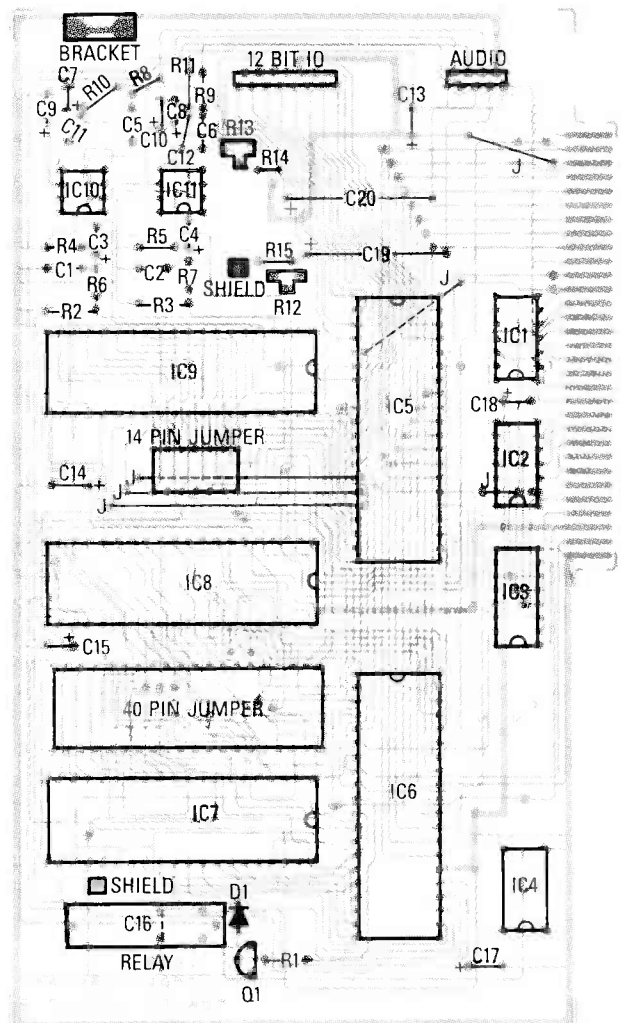 BRACKET
12 BIT IO
AUDIO
C7
R8
R11
R10
C9
C11
C5
C10
C8
R9
C6
C12
R13
C13
R14
J
IC10
IC11
C20
R4
C3
R5
C4
C19
C1
C2
R15
R6
R7
SHIELD
J
R2
R3
R12
IC9
IC5
IC1
C18
14 PIN JUMPER
IC2
C14
J
J
J
J
IC8
IC3
C15
40 PIN JUMPER
IC7
IC6
SHIELD
D1
IC4
C16
RELAY
R1
C17
Q1